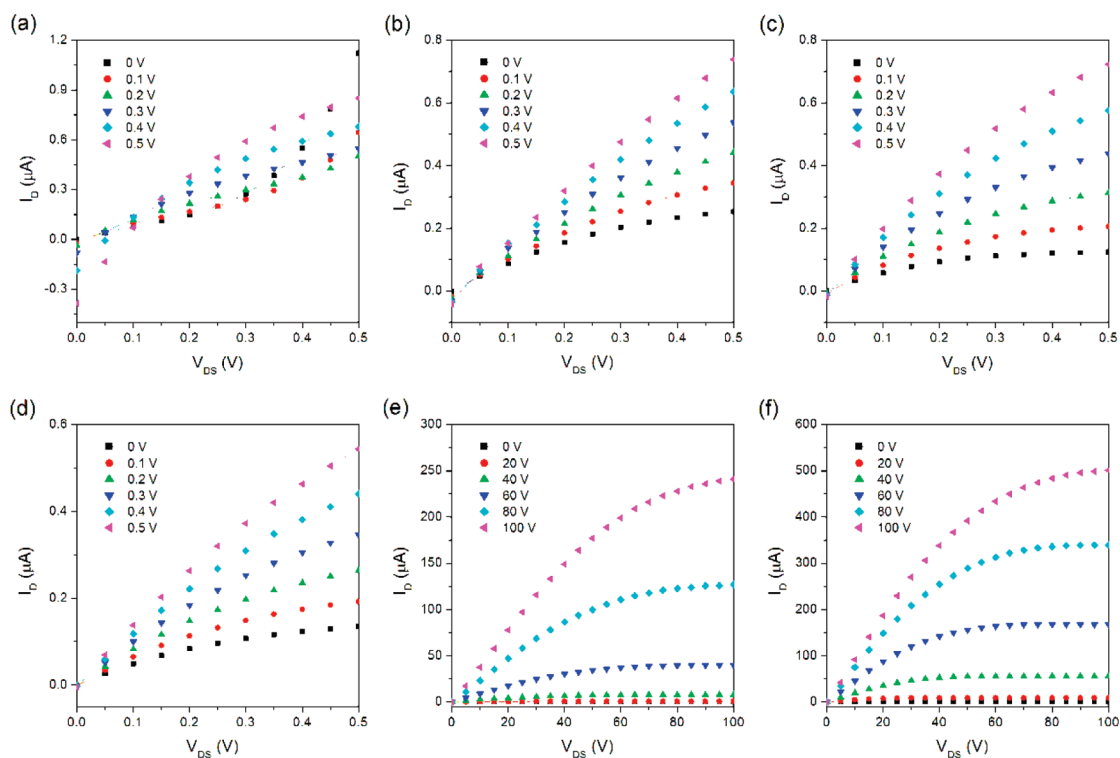 (a)
1.2
0.9
0.6
0.3
0.0
-0.3
I_D (μA)
0 V
0.1 V
0.2 V
0.3 V
0.4 V
0.5 V
0.0 0.1 0.2 0.3 0.4 0.5
V_DS (V)
(b)
0.8
0.6
0.4
0.2
0.0
I_D (μA)
0 V
0.1 V
0.2 V
0.3 V
0.4 V
0.5 V
0.0 0.1 0.2 0.3 0.4 0.5
V_DS (V)
(c)
0.8
0.6
0.4
0.2
0.0
I_D (μA)
0 V
0.1 V
0.2 V
0.3 V
0.4 V
0.5 V
0.0 0.1 0.2 0.3 0.4 0.5
V_DS (V)
(d)
0.6
0.4
0.2
0.0
I_D (μA)
0 V
0.1 V
0.2 V
0.3 V
0.4 V
0.5 V
0.0 0.1 0.2 0.3 0.4 0.5
V_DS (V)
(e)
300
250
200
150
100
50
0
I_D (μA)
0 V
20 V
40 V
60 V
80 V
100 V
0 20 40 60 80 100
V_DS (V)
(f)
600
500
400
300
200
100
0
I_D (μA)
0 V
20 V
40 V
60 V
80 V
100 V
0 20 40 60 80 100
V_DS (V)